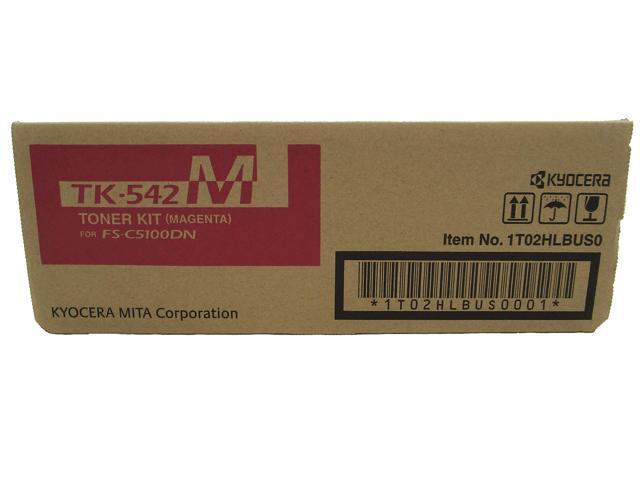 TK-542 M
TONER KIT (MAGENTA)
FOR FS-C5100DN
KYOCERA MITA Corporation
KYOCERA
Item No. 1T02HLBUS0
*1T02HLBUS0001*